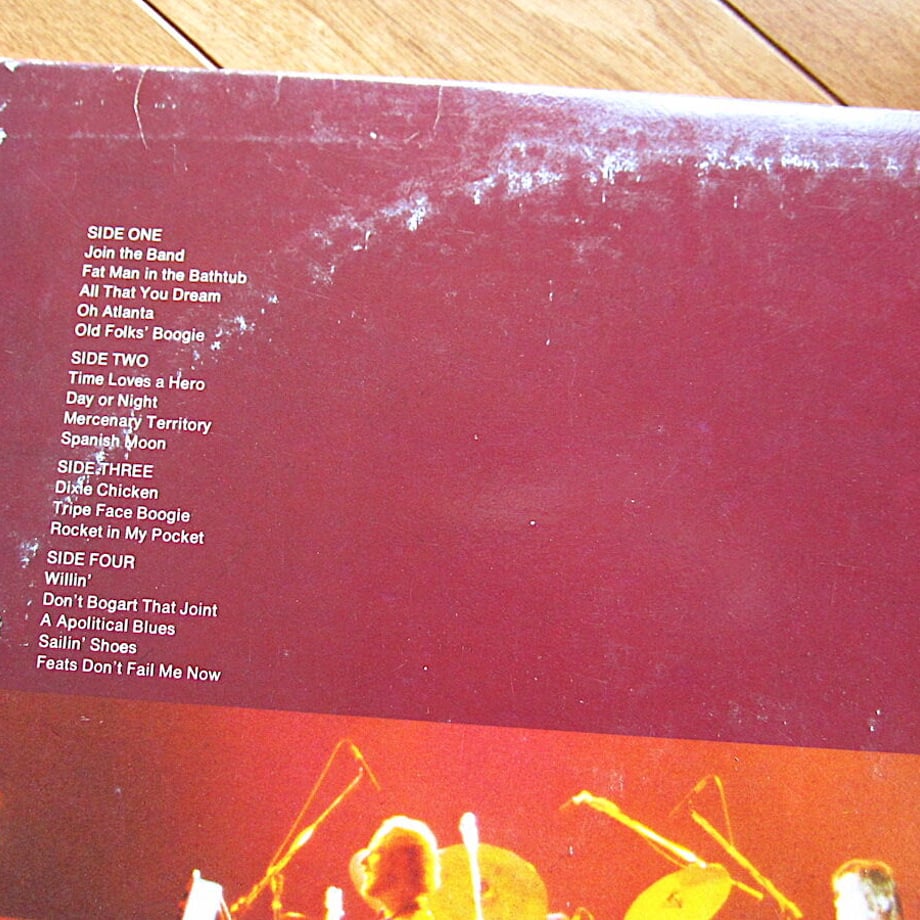 SIDE ONE
Join the Band
Fat Man in the Bathtub
All That You Dream
Oh Atlanta
Old Folks' Boogie
SIDE TWO
Time Loves a Hero
Day or Night
Mercenary Territory
Spanish Moon
SIDE THREE
Dixie Chicken
Tripe Face Boogie
Rocket in My Pocket
SIDE FOUR
Willin'
Don't Bogart That Joint
A Apolitical Blues
Sailin' Shoes
Feats Don't Fail Me Now